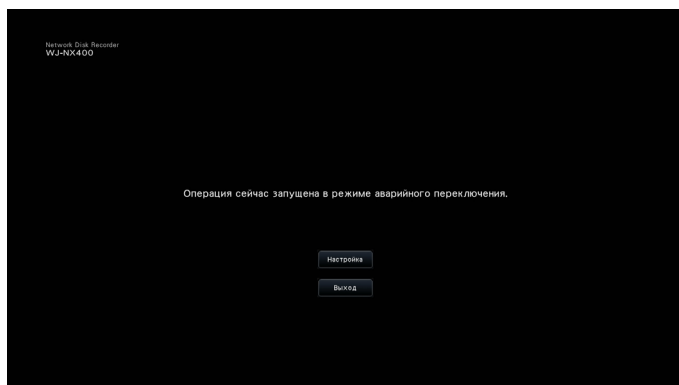 Network Disk Recorder
WJ-NX400
Операция сейчас запущена в режиме аварийного переключения.
Настройка
Выход